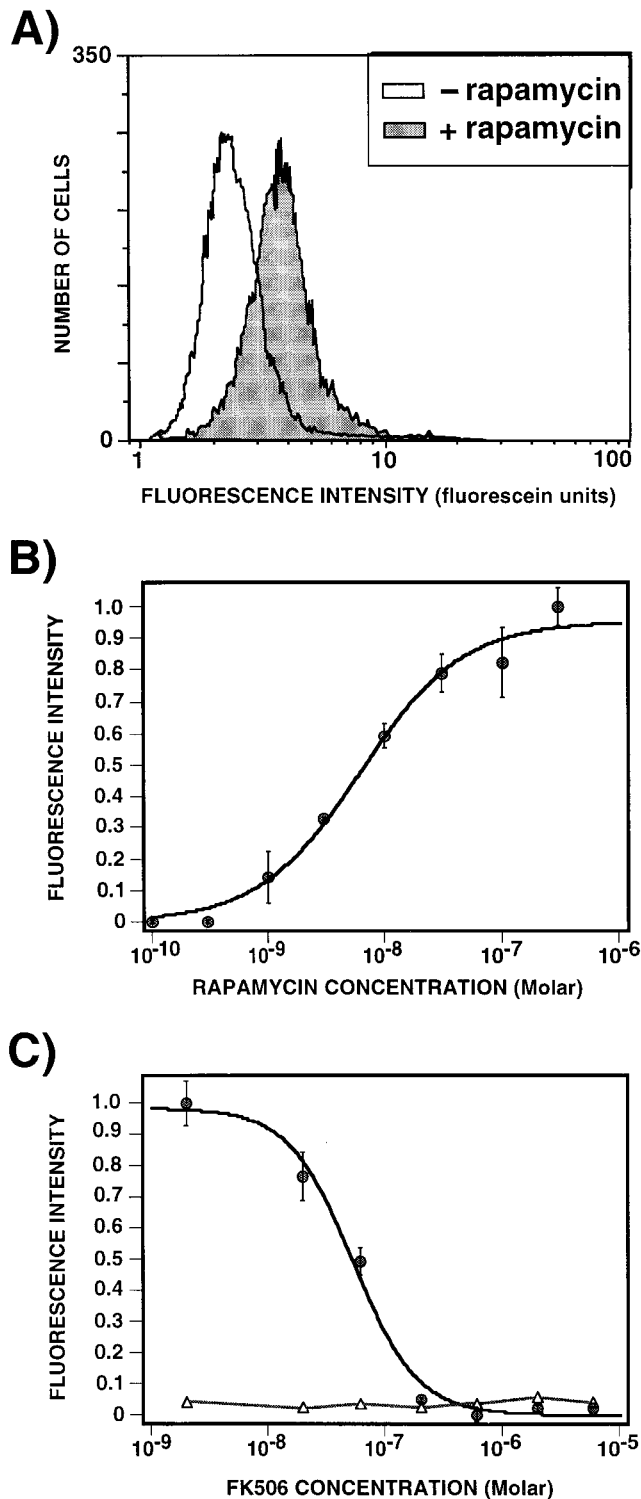 A)
350
− rapamycin
+ rapamycin
NUMBER OF CELLS
0
1 10 100
FLUORESCENCE INTENSITY (fluorescein units)
B)
FLUORESCENCE INTENSITY
1.0
0.9
0.8
0.7
0.6
0.5
0.4
0.3
0.2
0.1
0
10-10 10-9 10-8 10-7 10-6
RAPAMYCIN CONCENTRATION (Molar)
C)
FLUORESCENCE INTENSITY
1.0
0.9
0.8
0.7
0.6
0.5
0.4
0.3
0.2
0.1
0
10-9 10-8 10-7 10-6 10-5
FK506 CONCENTRATION (Molar)